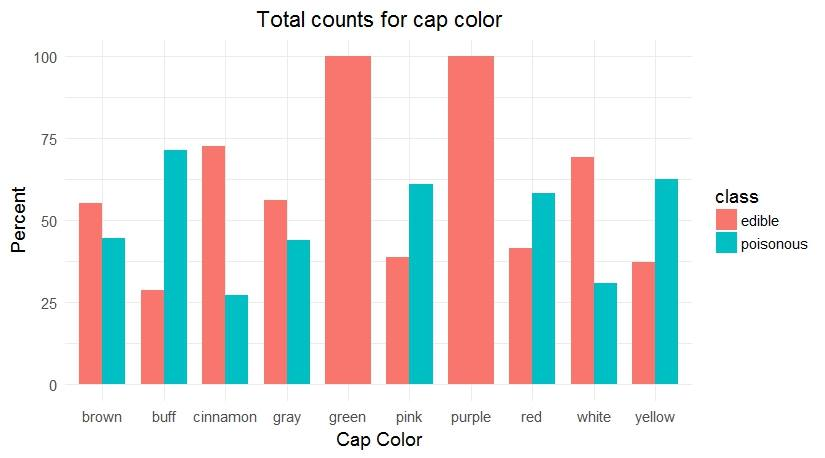 Total counts for cap color
Percent
100
75
50
25
0
brown buff cinnamon gray green pink purple red white yellow
Cap Color
class
edible
poisonous